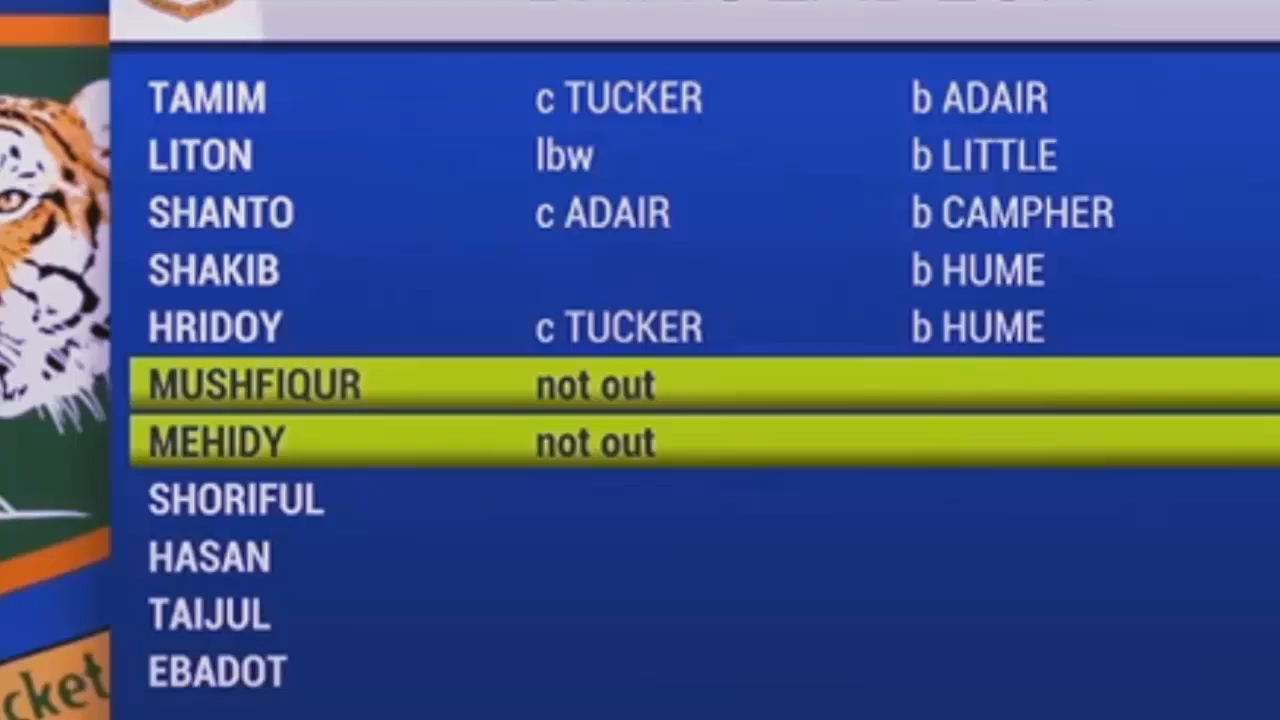 TAMIM c TUCKER b ADAIR
LITON lbw b LITTLE
SHANTO c ADAIR b CAMPHER
SHAKIB b HUME
HRIDOY c TUCKER b HUME
MUSHFIQUR not out
MEHIDY not out
SHORIFUL
HASAN
TAIJUL
EBADOT
cket